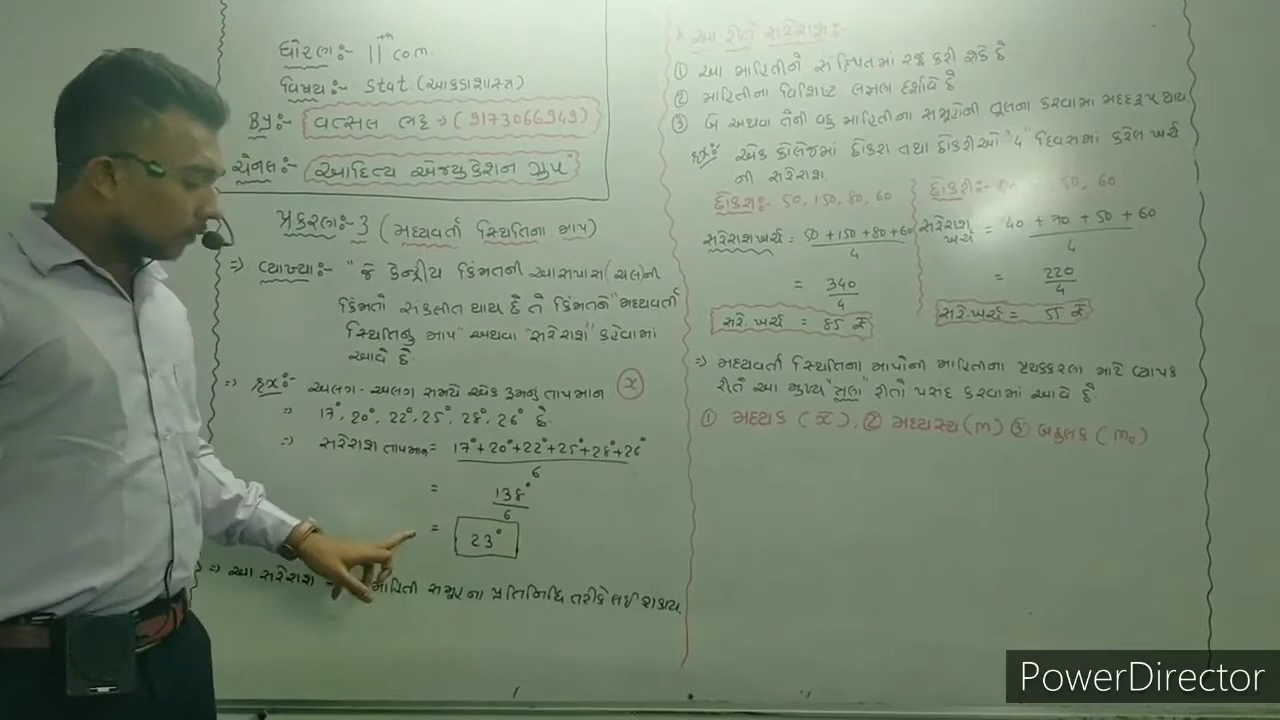 ધોરણ:- 11th com
વિષય:- Stat (આંકડાશાસ્ત્ર)
By:- વત્સલ ભટ્ટ :- (9173066949)
ચેનલ:- "આદિત્ય એજ્યુકેશન ગ્રુપ"
પ્રકરણ:- 3 (મધ્યવર્તી સ્થિતિના માપ)
⇒ વ્યાખ્યા:- "જે કેન્દ્રીય કિંમતની આસપાસ (ચલ)ની
કિંમતો સંકલીત થાય છે તે કિંમતને "મધ્યવર્તી
સ્થિતિનું માપ" અથવા "સરેરાશ" કહેવામાં
આવે છે.
⇒ Ex:- અલગ-અલગ સમયે એક રૂમનું તાપમાન (x)
⇒ 17°, 20°, 22°, 25°, 28°, 26° છે.
⇒ સરેરાશ તાપમાન = 17°+20°+22°+25°+28°+26°
6
= 138°
6
= 23°
⇒ આ સરેરાશ માહિતી સમૂહના પ્રતિનિધિ તરીકે લઈ શકાય.
* આ રીતે સરેરાશ:-
① આ માહિતીને સંક્ષિપ્તમાં રજૂ કરી શકે છે
② માહિતીના વિશિષ્ટ લક્ષણ દર્શાવે છે
③ બે અથવા તેની વધુ માહિતીના સમૂહોની તુલના કરવામાં મદદરૂપ થાય.
Ex:- એક કોલેજમાં છોકરા તથા છોકરીઓ "4" દિવસમાં કરેલ ખર્ચ
ની સરેરાશ.
છોકરા:- 50, 150, 80, 60
સરેરાશ ખર્ચ = 50 + 150 + 80 + 60
4
= 340
4
સરે.ખર્ચ = 85 ₹
છોકરી:- 50, 60
સરેરાશ ખર્ચ = 40 + 70 + 50 + 60
4
= 220
4
સરે.ખર્ચ = 55 ₹
⇒ મધ્યવર્તી સ્થિતિના માપોની માહિતીના પૃથક્કરણ માટે વ્યાપક
રીતે આ મુખ્ય "ત્રણ" રીતો પસંદ કરવામાં આવે છે.
① મધ્યક (x̄), ② મધ્યસ્થ (m) ③ બહુલક (m₀)
PowerDirector